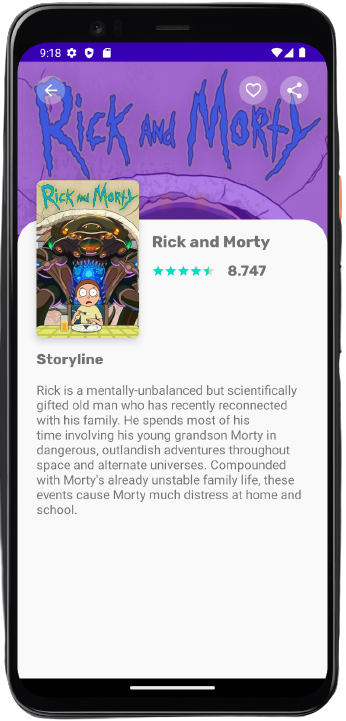 9:18
Rick and Morty
Rick and Morty
Rick and Morty
8.747
Storyline
Rick is a mentally-unbalanced but scientifically
gifted old man who has recently reconnected
with his family. He spends most of his
time involving his young grandson Morty in
dangerous, outlandish adventures throughout
space and alternate universes. Compounded
with Morty's already unstable family life, these
events cause Morty much distress at home and
school.